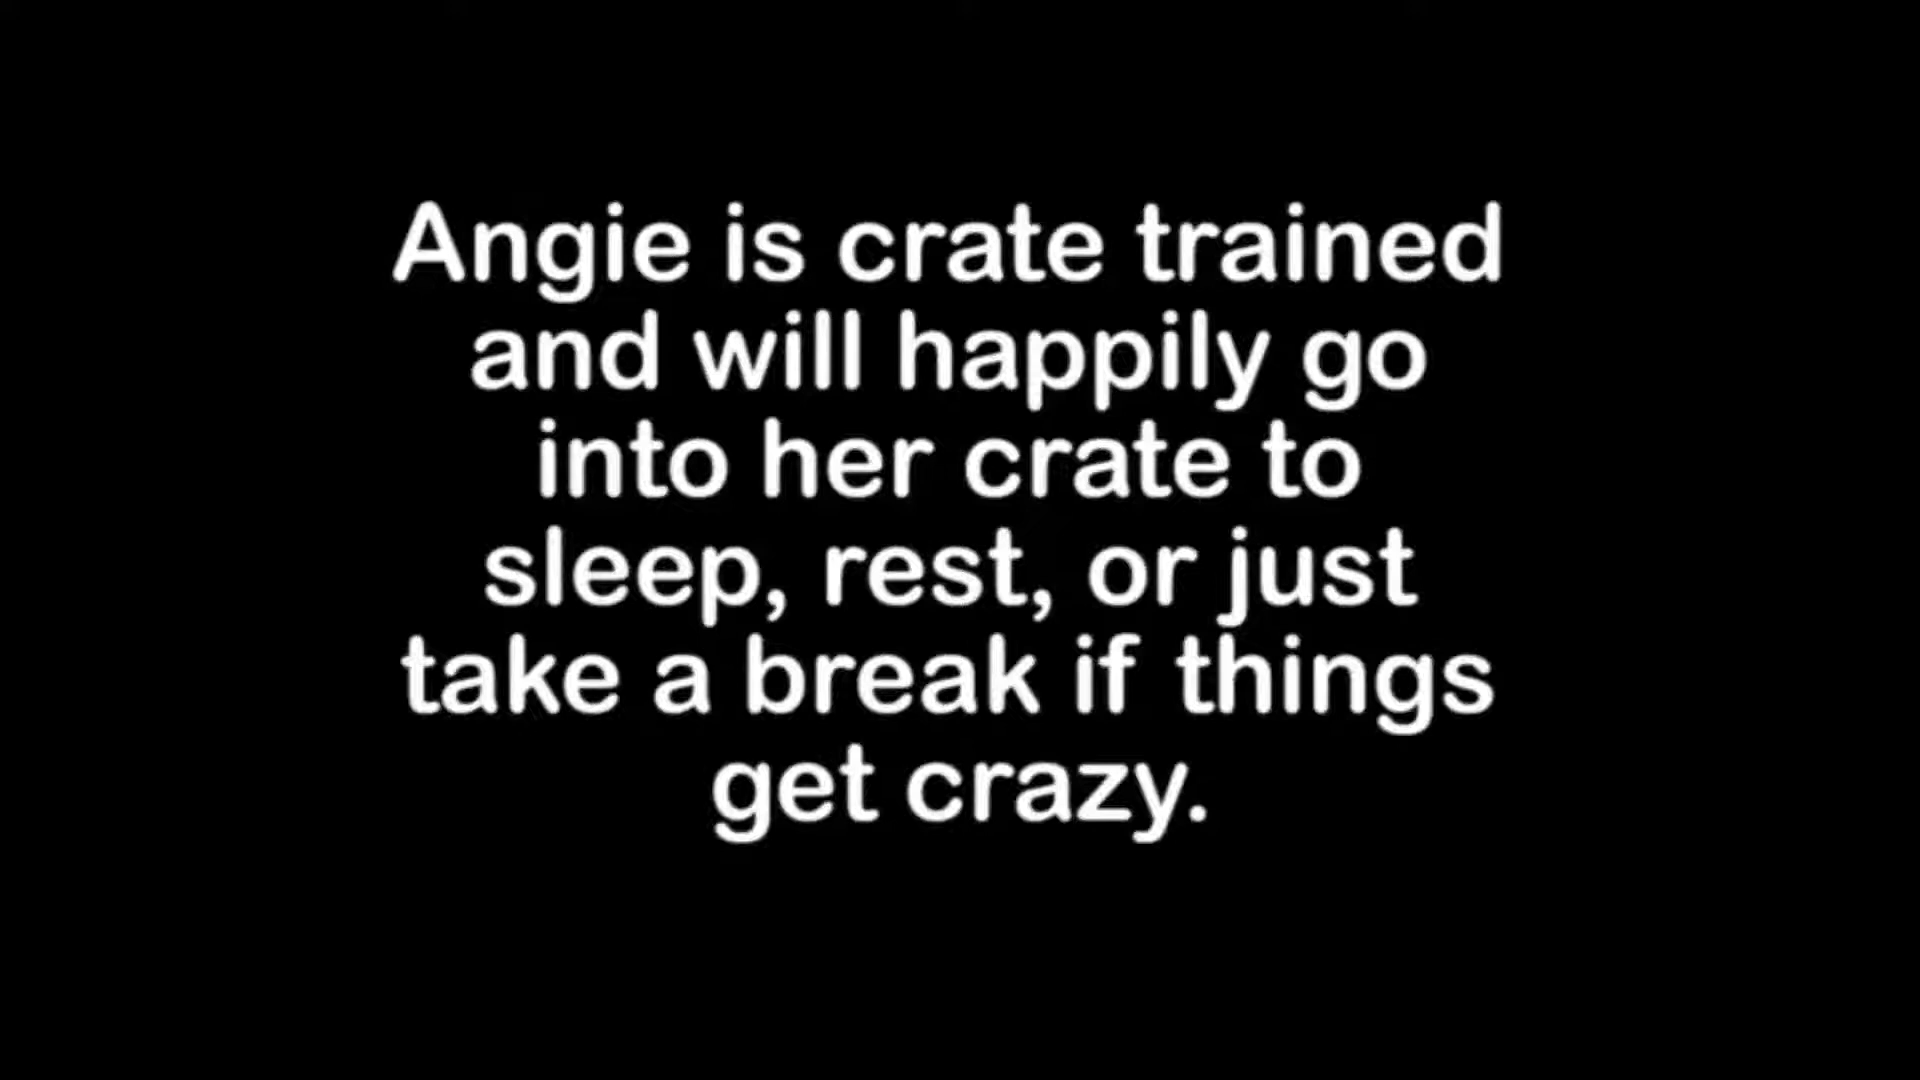 Angie is crate trained
and will happily go
into her crate to
sleep, rest, or just
take a break if things
get crazy.